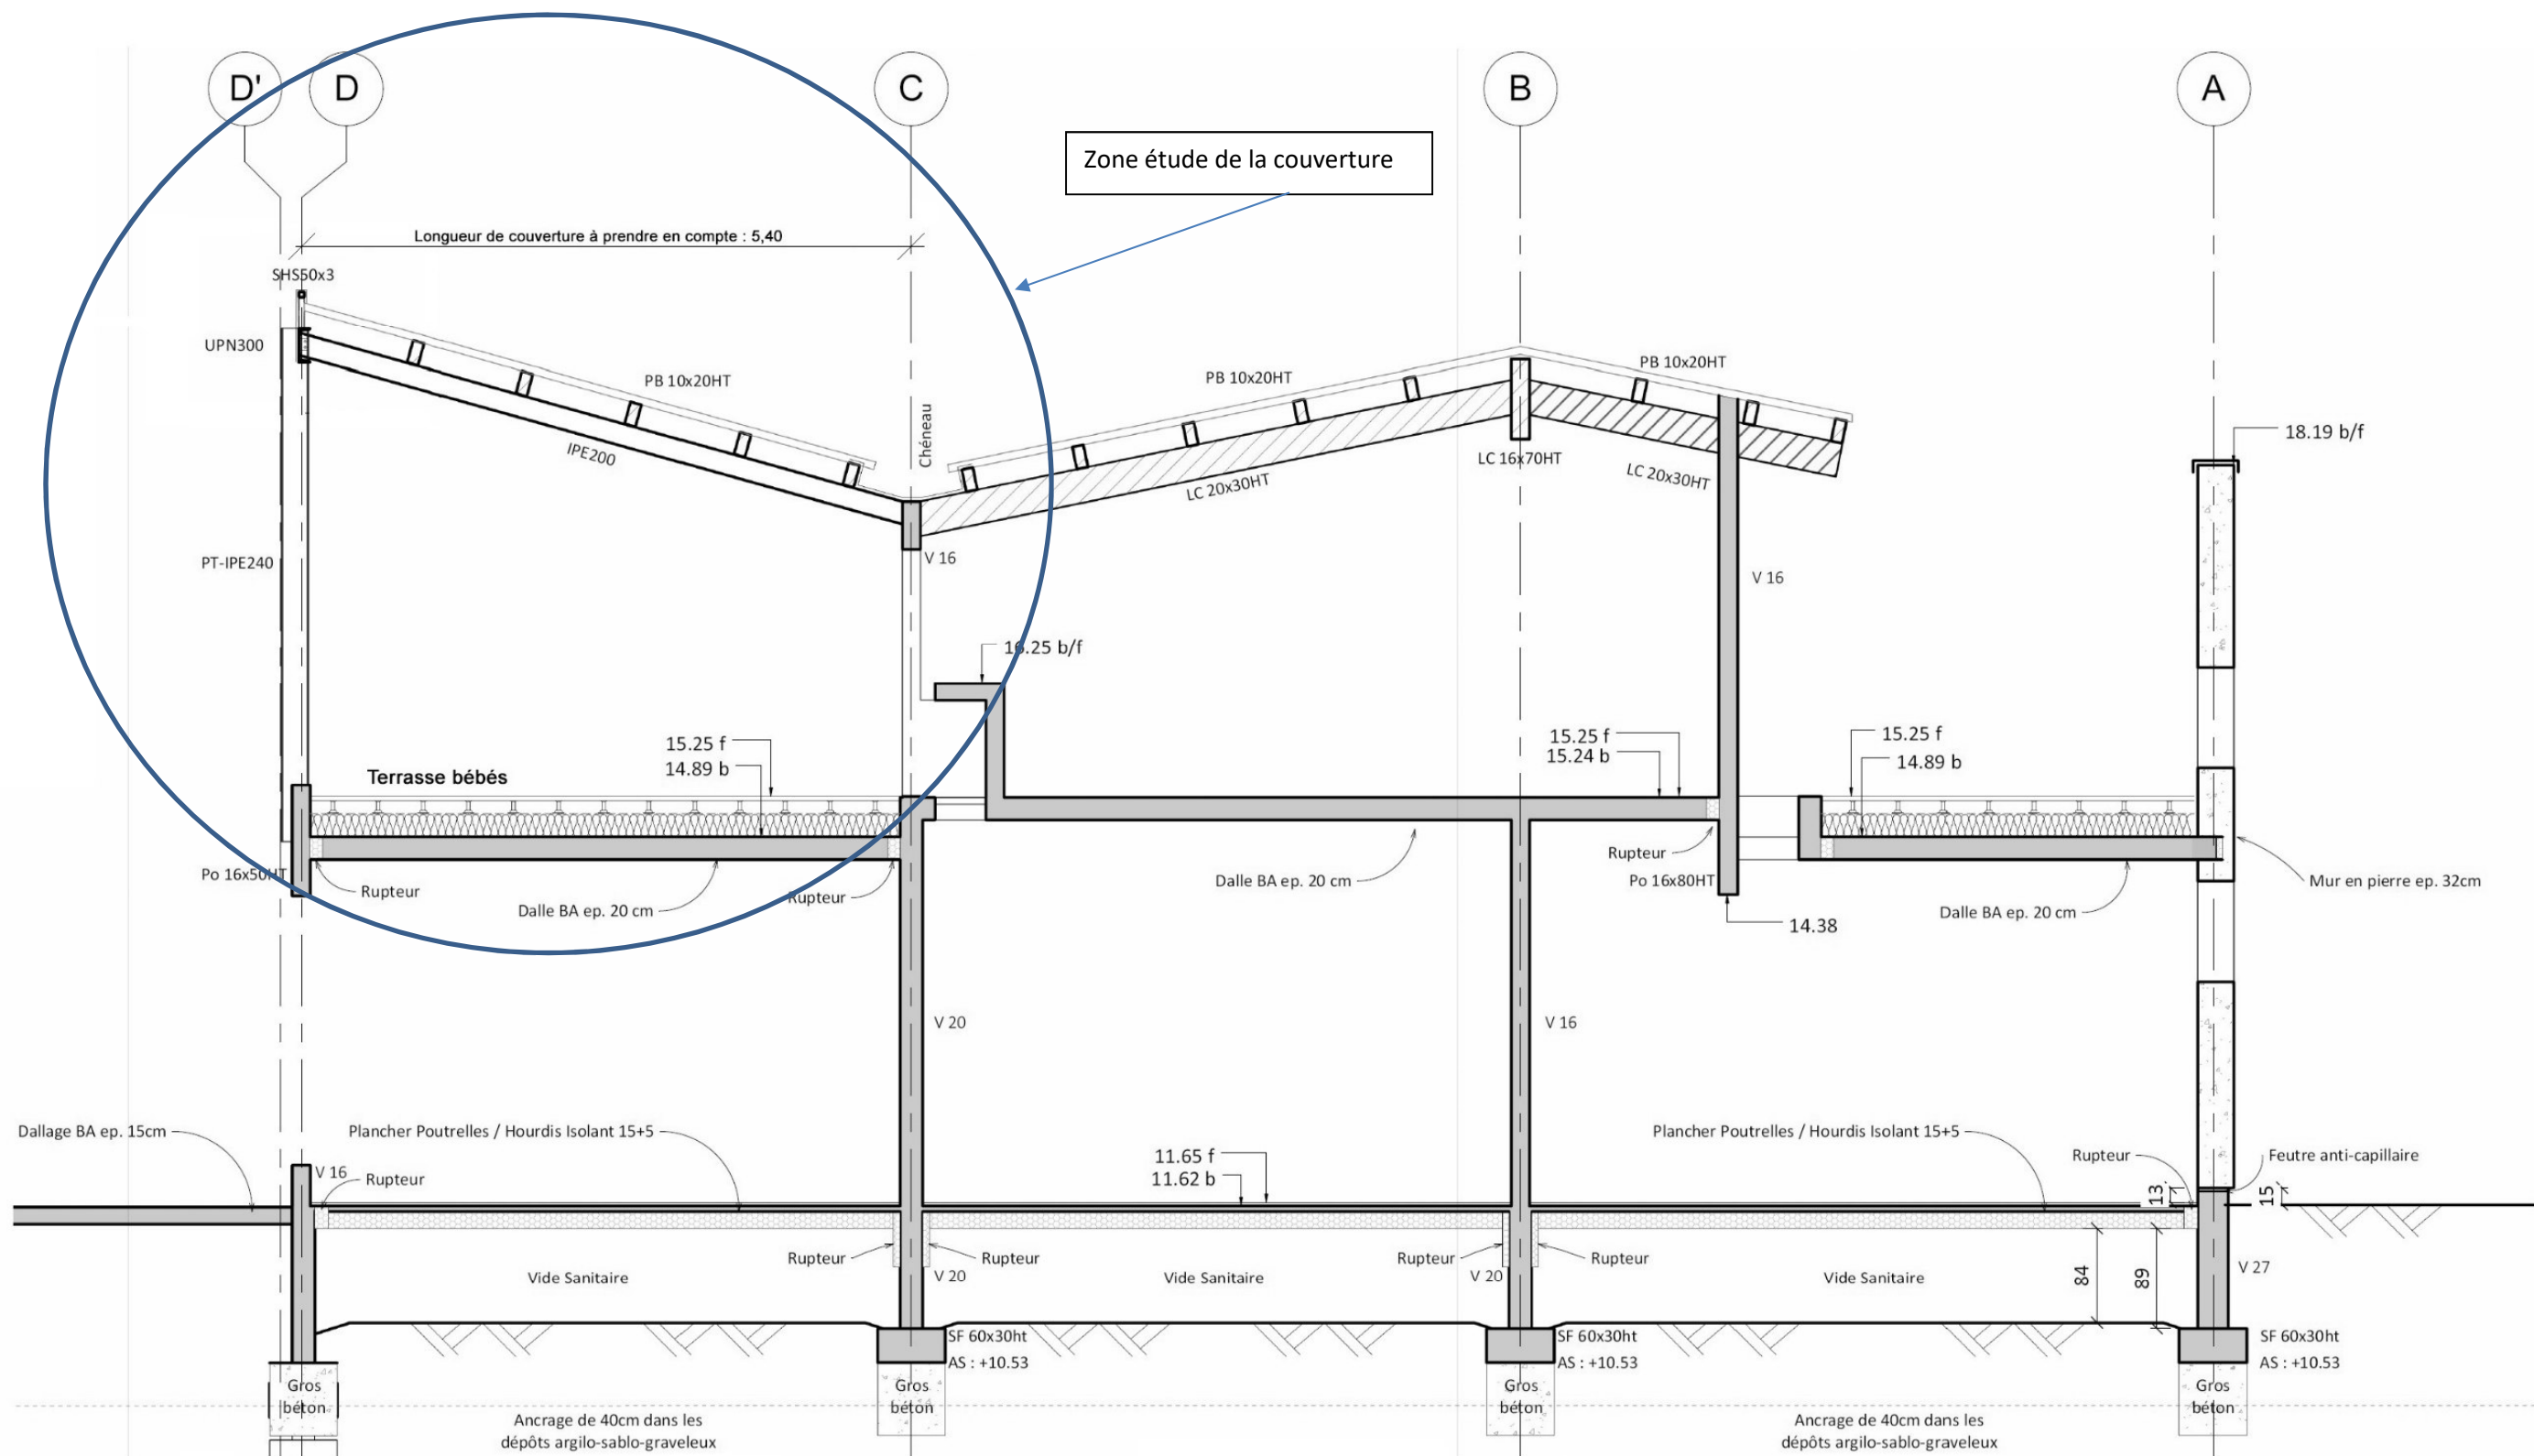 D'
D
C
B
A
Zone étude de la couverture
Longueur de couverture à prendre en compte : 5,40
SHS50x3
UPN300
PB 10x20HT
PB 10x20HT
PB 10x20HT
Chéneau
18.19 b/f
IPE200
LC 20x30HT
LC 16x70HT
LC 20x30HT
PT-IPE240
V 16
V 16
16.25 b/f
15.25 f
14.89 b
15.25 f
15.24 b
15.25 f
14.89 b
Terrasse bébés
Po 16x50HT
Rupteur
Rupteur
Dalle BA ep. 20 cm
Dalle BA ep. 20 cm
Rupteur
Po 16x80HT
14.38
Dalle BA ep. 20 cm
Mur en pierre ep. 32cm
V 20
V 16
Dallage BA ep. 15cm
Plancher Poutrelles / Hourdis Isolant 15+5
Plancher Poutrelles / Hourdis Isolant 15+5
V 16
Rupteur
11.65 f
11.62 b
Rupteur
Feutre anti-capillaire
13
15
Rupteur
Rupteur
Rupteur
Rupteur
Vide Sanitaire
V 20
Vide Sanitaire
V 20
Vide Sanitaire
84
89
V 27
SF 60x30ht
AS : +10.53
SF 60x30ht
AS : +10.53
SF 60x30ht
AS : +10.53
Gros
béton
Gros
béton
Gros
béton
Gros
béton
Ancrage de 40cm dans les
dépôts argilo-sablo-graveleux
Ancrage de 40cm dans les
dépôts argilo-sablo-graveleux